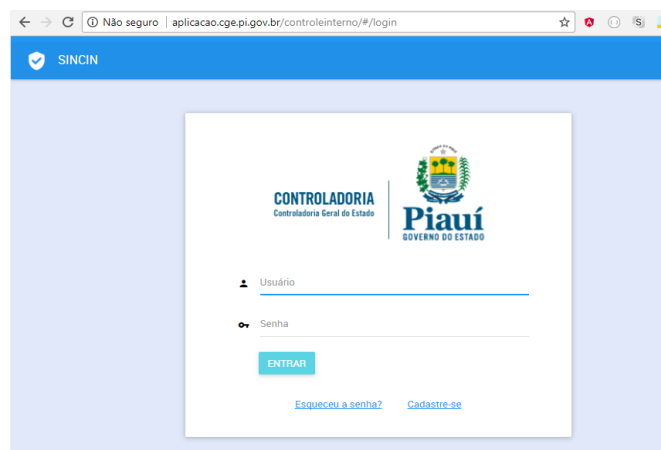 Não seguro | aplicacao.cge.pi.gov.br/controleinterno/#/login
SINCIN
CONTROLADORIA
Controladoria Geral do Estado
Piauí
GOVERNO DO ESTADO
Usuário
Senha
ENTRAR
Esqueceu a senha? Cadastre-se